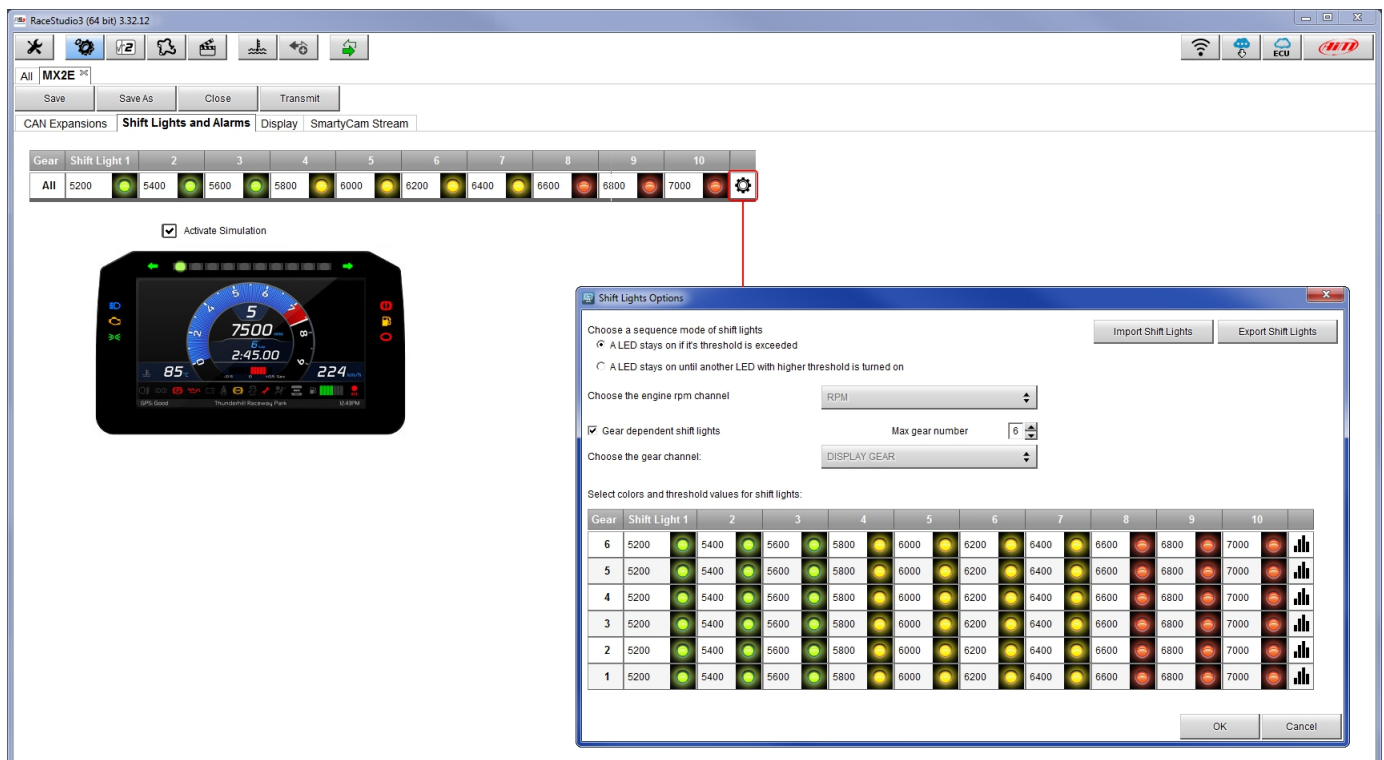 RaceStudio3 (64 bit) 3.32.12
ECU
All MX2E
Save Save As Close Transmit
CAN Expansions Shift Lights and Alarms Display SmartyCam Stream
Gear Shift Light 1 2 3 4 5 6 7 8 9 10
All 5200 5400 5600 5800 6000 6200 6400 6600 6800 7000
Activate Simulation
5
7500
6
2:45.00
85
224
GPS: Good Thunderhill Raceway Park
Shift Lights Options
Choose a sequence mode of shift lights
Import Shift Lights Export Shift Lights
A LED stays on if it's threshold is exceeded
A LED stays on until another LED with higher threshold is turned on
Choose the engine rpm channel RPM
Gear dependent shift lights Max gear number 6
Choose the gear channel: DISPLAY GEAR
Select colors and threshold values for shift lights:
Gear Shift Light 1 2 3 4 5 6 7 8 9 10
6 5200 5400 5600 5800 6000 6200 6400 6600 6800 7000
5 5200 5400 5600 5800 6000 6200 6400 6600 6800 7000
4 5200 5400 5600 5800 6000 6200 6400 6600 6800 7000
3 5200 5400 5600 5800 6000 6200 6400 6600 6800 7000
2 5200 5400 5600 5800 6000 6200 6400 6600 6800 7000
1 5200 5400 5600 5800 6000 6200 6400 6600 6800 7000
OK Cancel